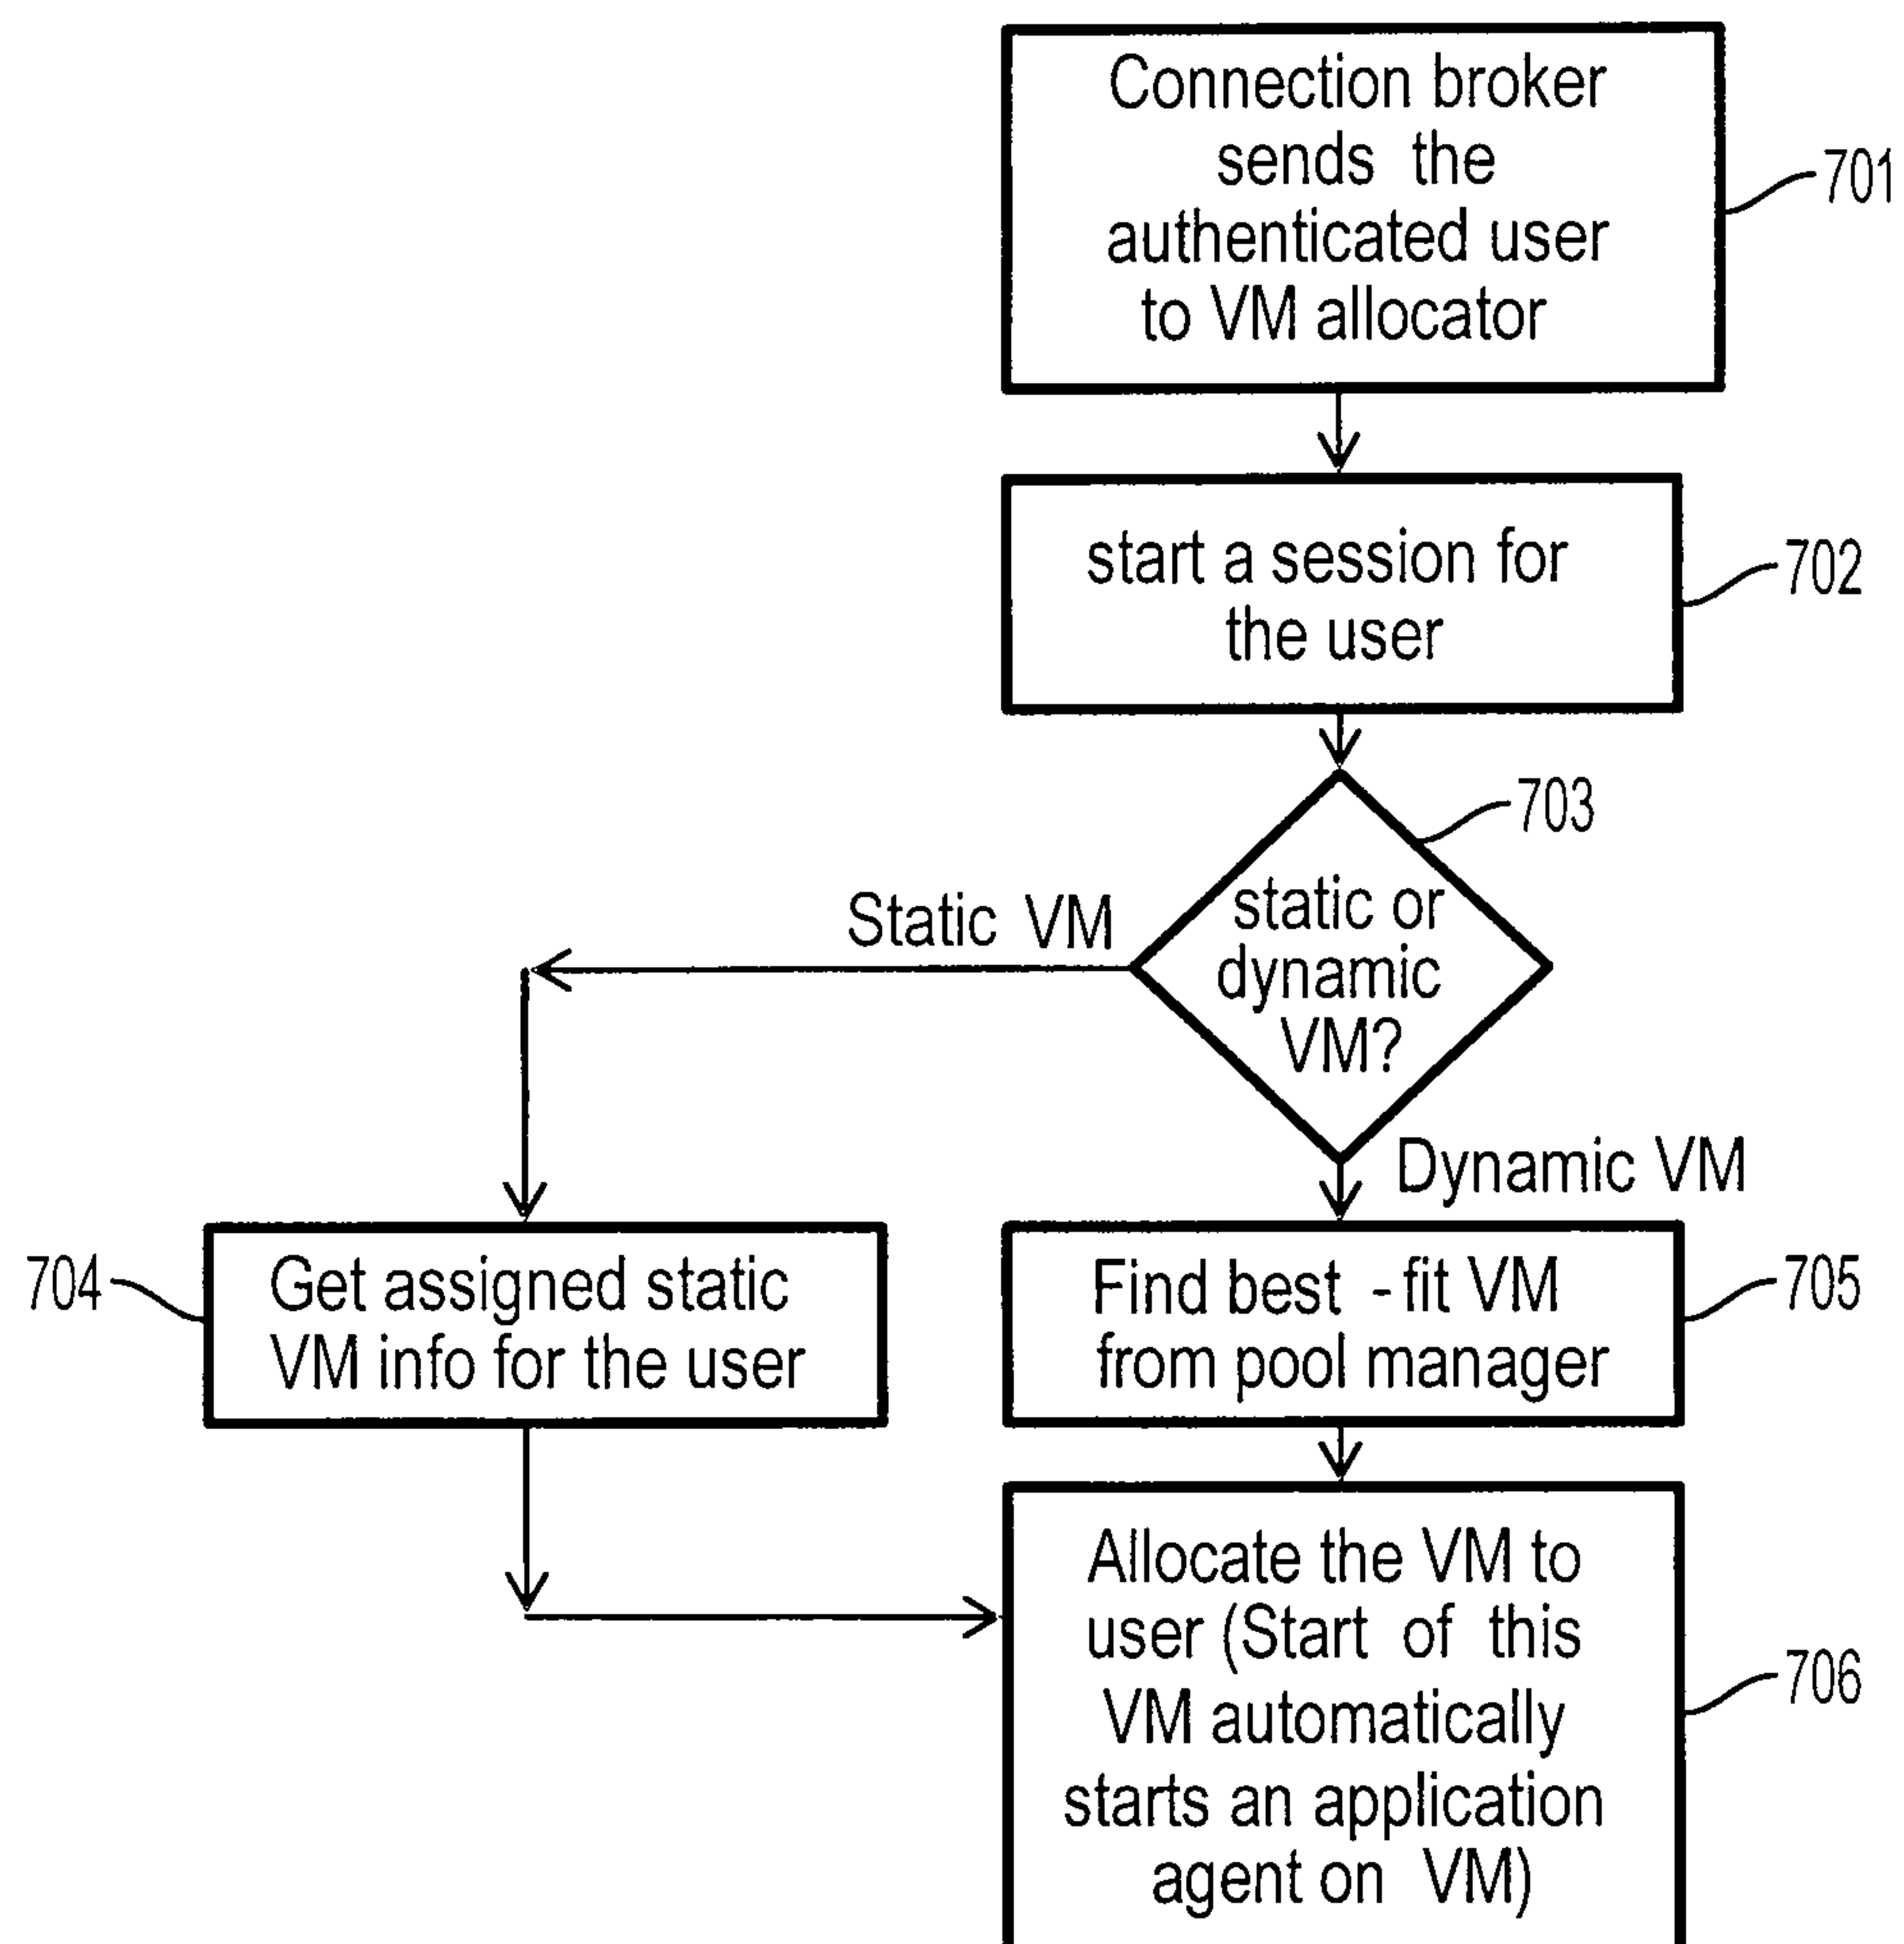 Connection broker
sends the
authenticated user
to VM allocator
701
start a session for
the user
702
703
static or
dynamic
VM?
Static VM
Dynamic VM
704
Get assigned static
VM info for the user
Find best - fit VM
from pool manager
705
Allocate the VM to
user (Start of this
VM automatically
starts an application
agent on VM)
706